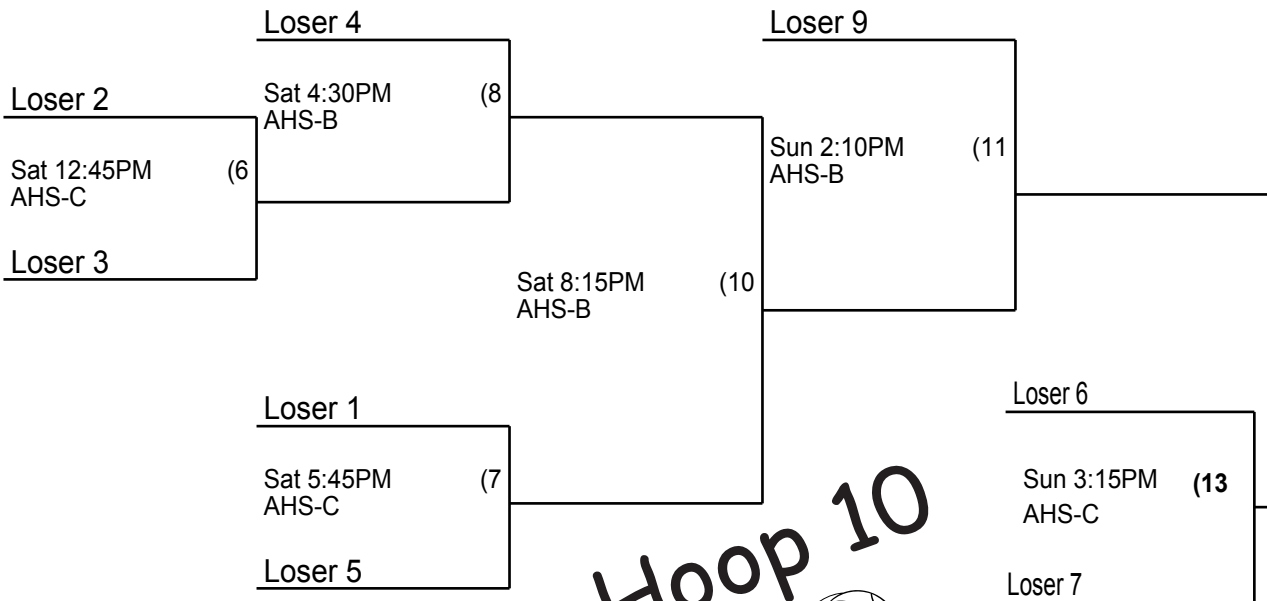 Loser 4
Loser 9
Loser 2
Sat 4:30PM (8
AHS-B
Sun 2:10PM (11
AHS-B
Sat 12:45PM (6
AHS-C
Loser 3
Sat 8:15PM (10
AHS-B
Loser 6
Loser 1
Sat 5:45PM (7
AHS-C
Sun 3:15PM (13
AHS-C
Hoop 10
Loser 5
Loser 7